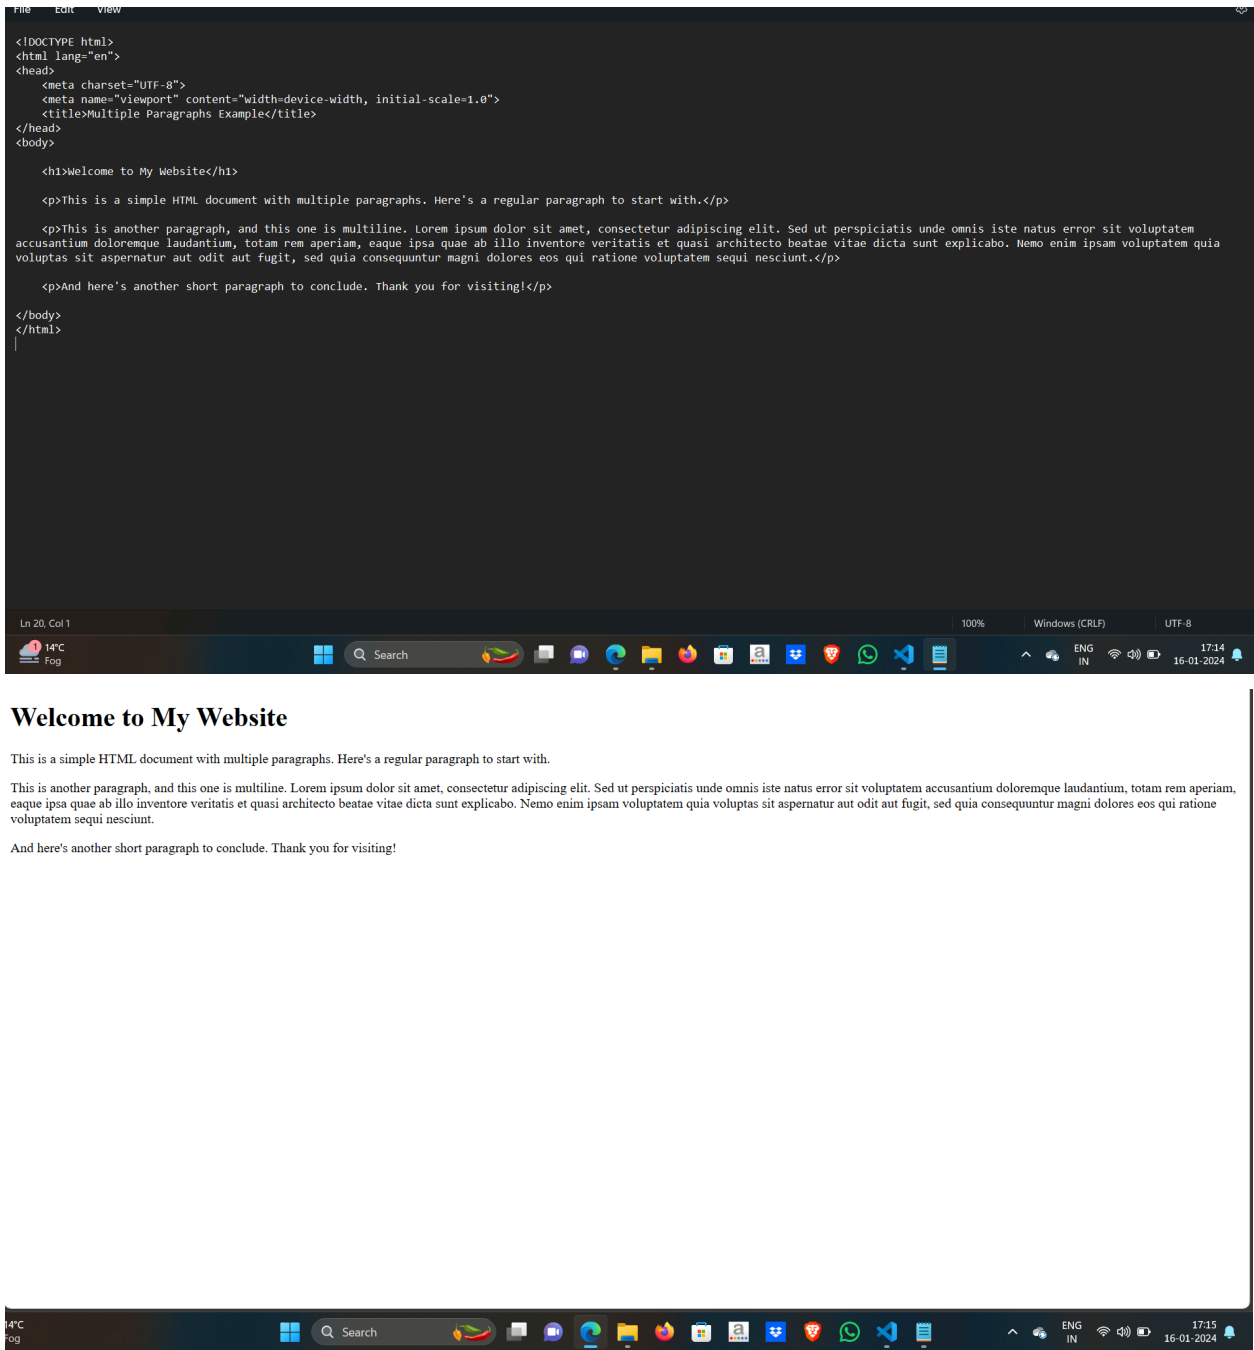 File Edit View
<!DOCTYPE html>
<html lang="en">
<head>
    <meta charset="UTF-8">
    <meta name="viewport" content="width=device-width, initial-scale=1.0">
    <title>Multiple Paragraphs Example</title>
</head>
<body>
    <h1>Welcome to My Website</h1>
    <p>This is a simple HTML document with multiple paragraphs. Here's a regular paragraph to start with.</p>
    <p>This is another paragraph, and this one is multiline. Lorem ipsum dolor sit amet, consectetur adipiscing elit. Sed ut perspiciatis unde omnis iste natus error sit voluptatem
accusantium doloremque laudantium, totam rem aperiam, eaque ipsa quae ab illo inventore veritatis et quasi architecto beatae vitae dicta sunt explicabo. Nemo enim ipsam voluptatem quia
voluptas sit aspernatur aut odit aut fugit, sed quia consequuntur magni dolores eos qui ratione voluptatem sequi nesciunt.</p>
    <p>And here's another short paragraph to conclude. Thank you for visiting!</p>
</body>
</html>
Ln 20, Col 1 100% Windows (CRLF) UTF-8
1 14°C
Fog
Search
a
ENG
IN
17:14
16-01-2024
Welcome to My Website
This is a simple HTML document with multiple paragraphs. Here's a regular paragraph to start with.
This is another paragraph, and this one is multiline. Lorem ipsum dolor sit amet, consectetur adipiscing elit. Sed ut perspiciatis unde omnis iste natus error sit voluptatem accusantium doloremque laudantium, totam rem aperiam,
eaque ipsa quae ab illo inventore veritatis et quasi architecto beatae vitae dicta sunt explicabo. Nemo enim ipsam voluptatem quia voluptas sit aspernatur aut odit aut fugit, sed quia consequuntur magni dolores eos qui ratione
voluptatem sequi nesciunt.
And here's another short paragraph to conclude. Thank you for visiting!
14°C
Fog
Search
a
ENG
IN
17:15
16-01-2024